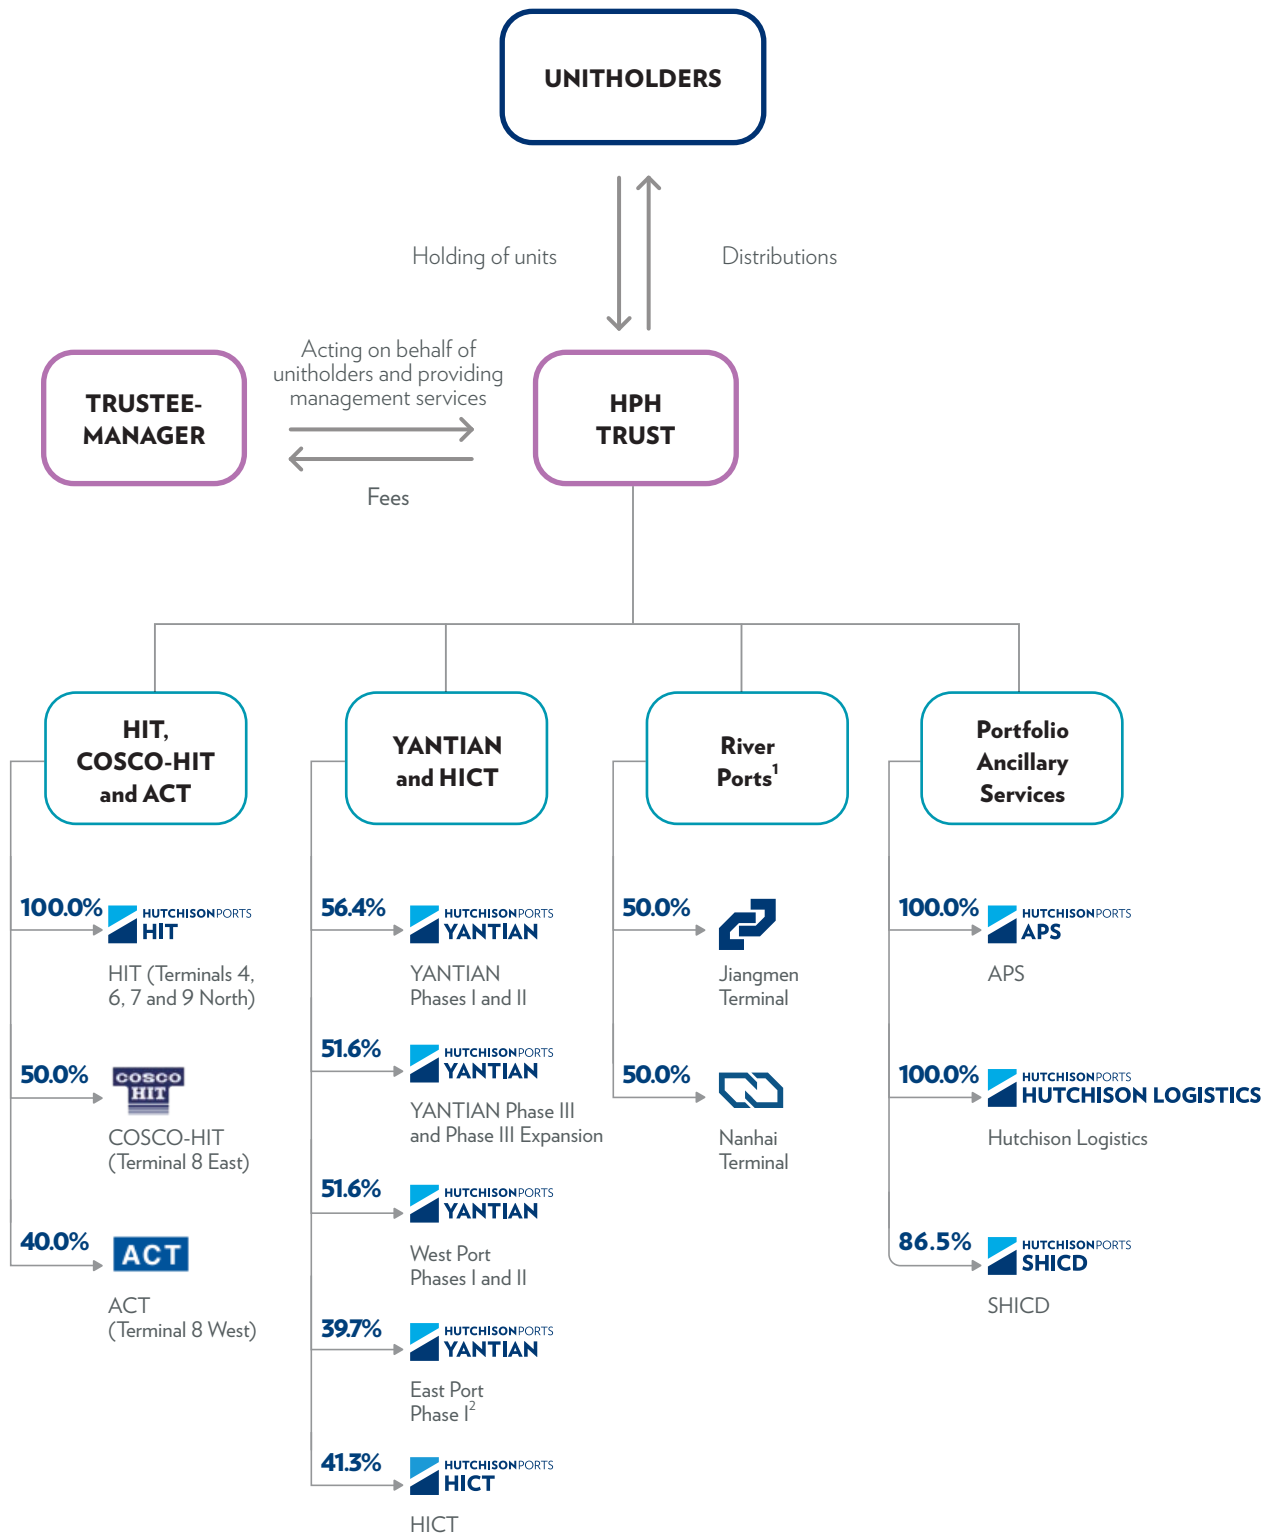 UNITHOLDERS
Holding of units
Distributions
TRUSTEE-
MANAGER
Acting on behalf of
unitholders and providing
management services
Fees
HPH
TRUST
HIT,
COSCO-HIT
and ACT
100.0%
HUTCHISONPORTS
HIT
HIT (Terminals 4,
6, 7 and 9 North)
50.0%
COSCO
HIT
COSCO-HIT
(Terminal 8 East)
40.0%
ACT
ACT
(Terminal 8 West)
YANTIAN
and HICT
56.4%
HUTCHISONPORTS
YANTIAN
YANTIAN
Phases I and II
51.6%
HUTCHISONPORTS
YANTIAN
YANTIAN Phase III
and Phase III Expansion
51.6%
HUTCHISONPORTS
YANTIAN
West Port
Phases I and II
39.7%
HUTCHISONPORTS
YANTIAN
East Port
Phase I²
41.3%
HUTCHISONPORTS
HICT
HICT
River
Ports¹
50.0%
Jiangmen
Terminal
50.0%
Nanhai
Terminal
Portfolio
Ancillary
Services
100.0%
HUTCHISONPORTS
APS
APS
100.0%
HUTCHISONPORTS
HUTCHISON LOGISTICS
Hutchison Logistics
86.5%
HUTCHISONPORTS
SHICD
SHICD